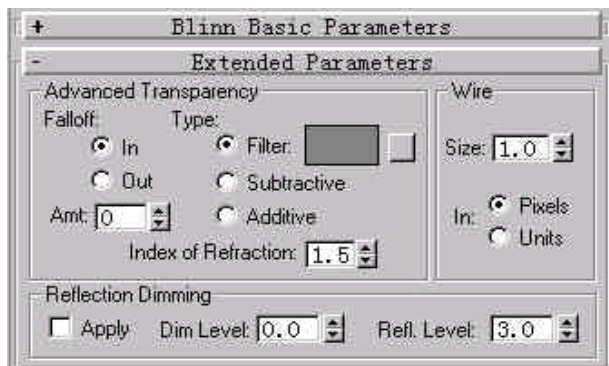 + Blinn Basic Parameters
- Extended Parameters
Advanced Transparency
Falloff: Type:
In Filter:
Out Subtractive
Amt: 0 Additive
Index of Refraction: 1.5
Wire
Size: 1.0
In: Pixels
Units
Reflection Dimming
Apply Dim Level: 0.0 Refl. Level: 3.0